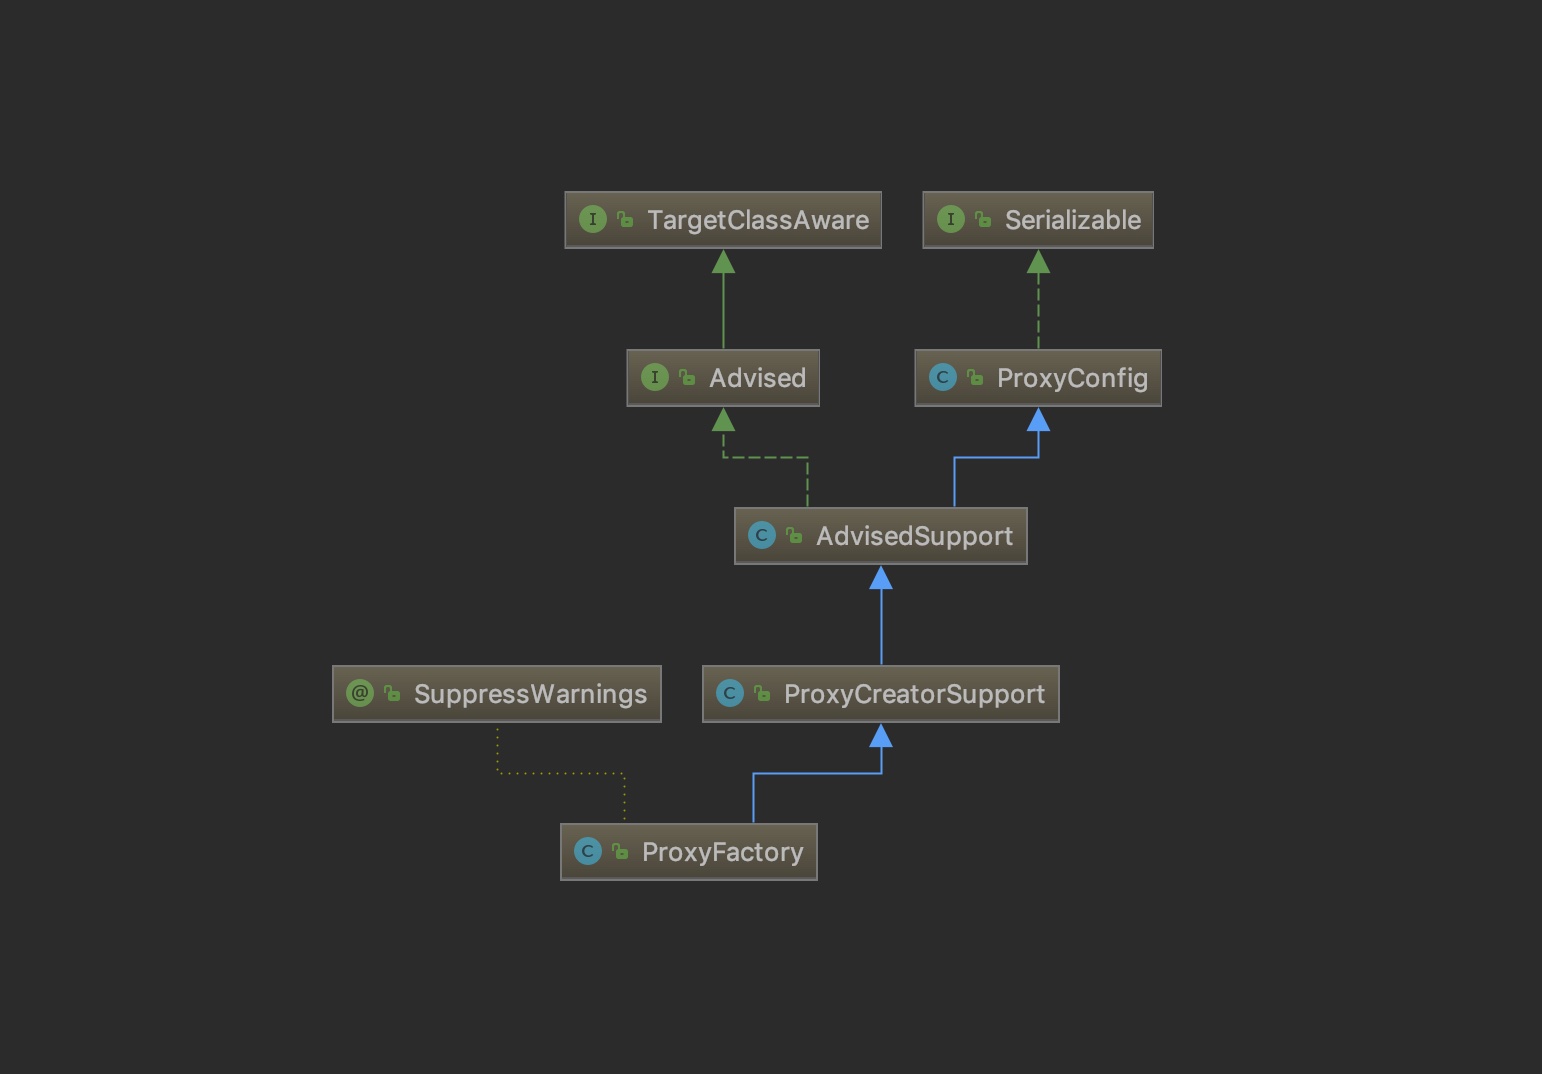 I TargetClassAware
I Serializable
I Advised
C ProxyConfig
C AdvisedSupport
@ SuppressWarnings
C ProxyCreatorSupport
C ProxyFactory